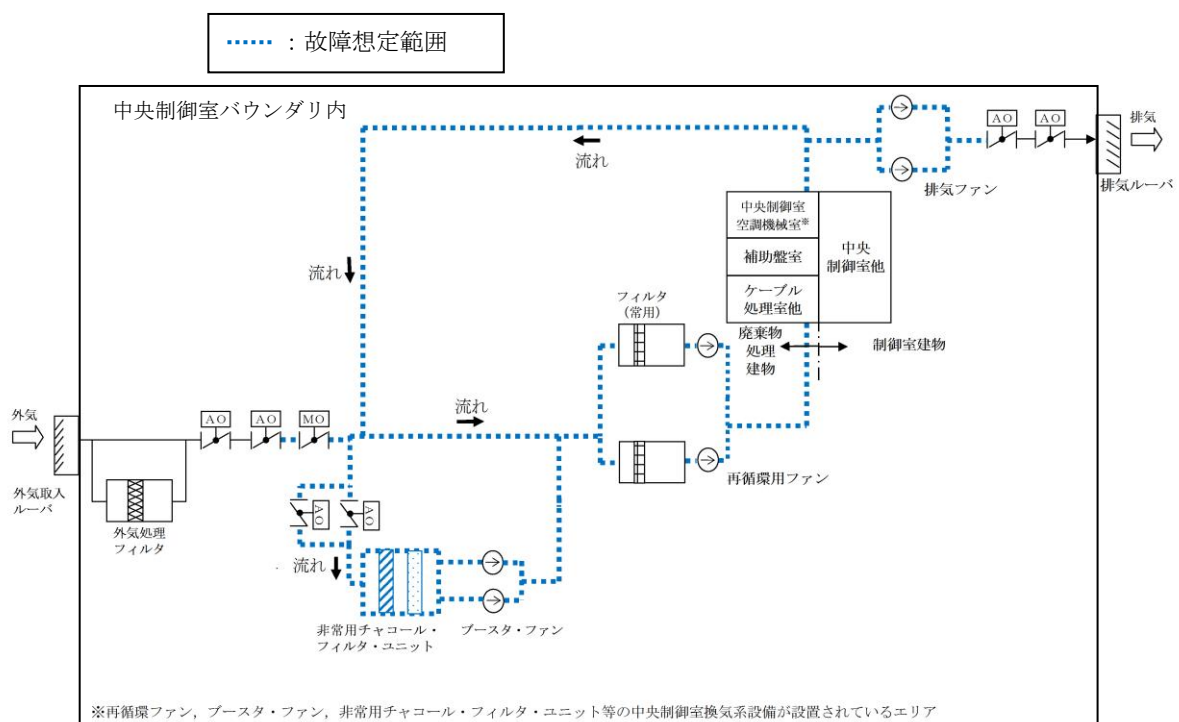 ：故障想定範囲
中央制御室バウンダリ内
AO
AO
排気
流れ
排気ファン
排気ルーバ
中央制御室
空調機械室※
補助盤室
ケーブル
処理室他
中央
制御室他
流れ
フィルタ
（常用）
廃棄物
処理
建物
制御室建物
外気
AO
AO
MO
流れ
再循環用ファン
外気取入
ルーバ
外気処理
フィルタ
AO
AO
流れ
非常用チャコール・
フィルタ・ユニット
ブースタ・ファン
※再循環ファン，ブースタ・ファン，非常用チャコール・フィルタ・ユニット等の中央制御室換気系設備が設置されているエリア